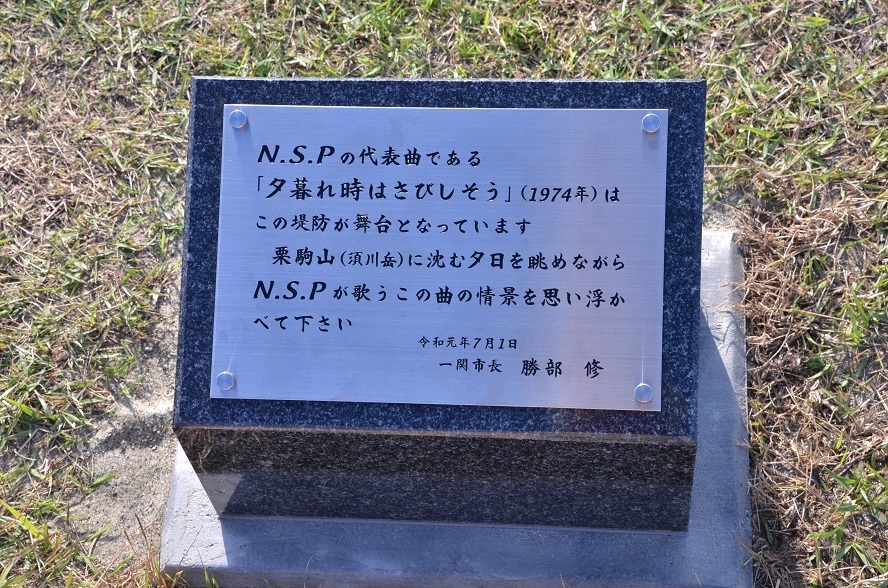 N.S.Pの代表曲である
「夕暮れ時はさびしそう」(1974年)は
この堤防が舞台となっています
栗駒山(須川岳)に沈む夕日を眺めながら
N.S.Pが歌うこの曲の情景を思い浮か
べて下さい
令和元年7月1日
一関市長 勝部 修